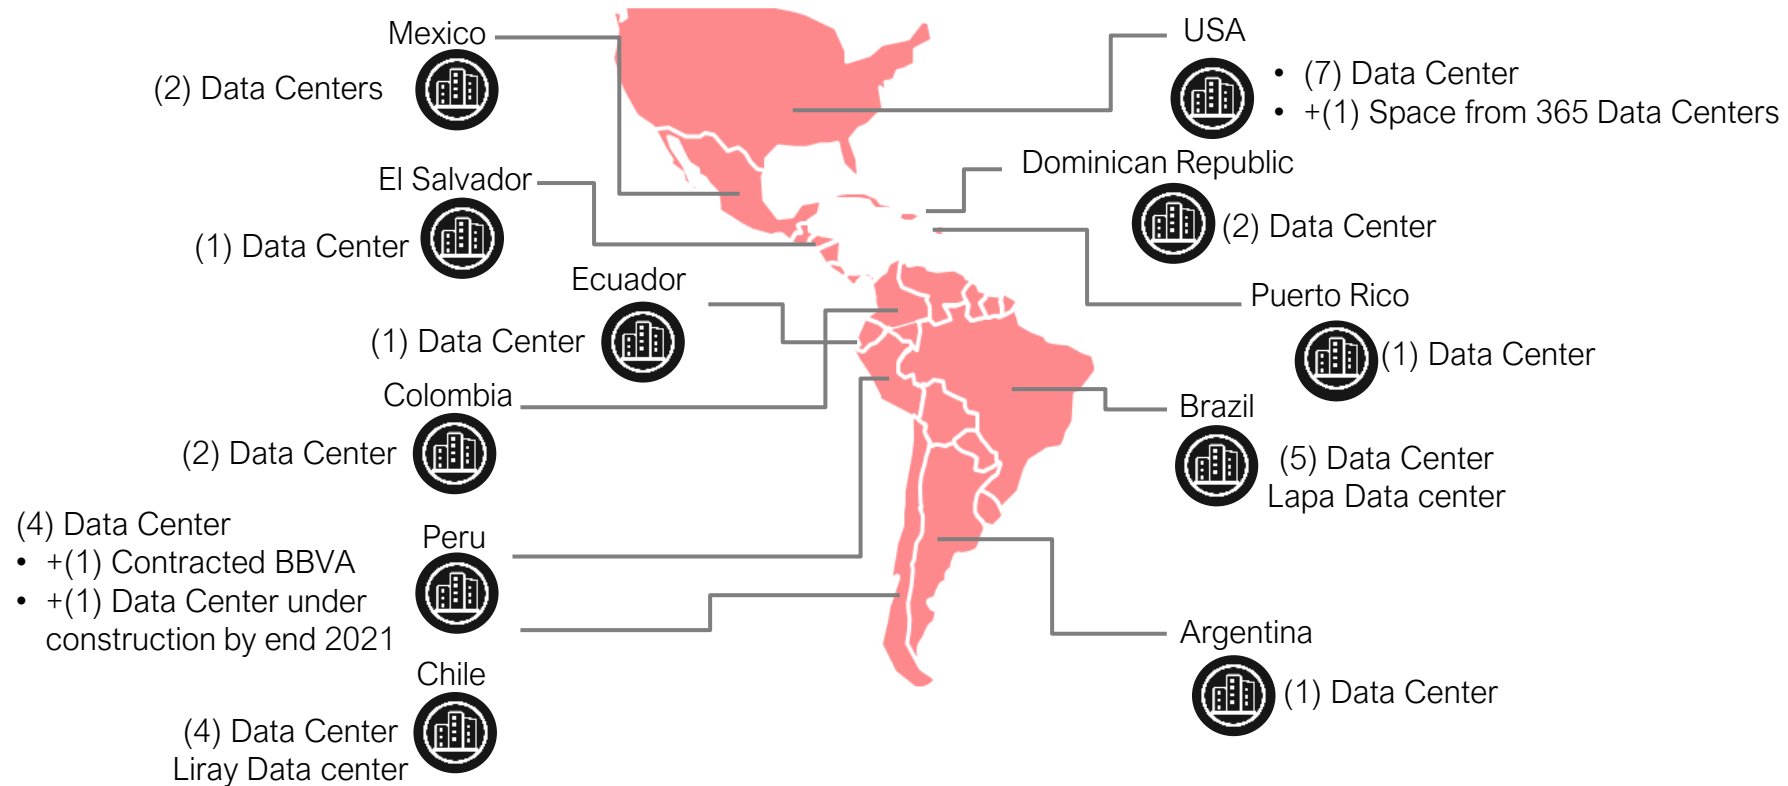 Mexico
(2) Data Centers
El Salvador
(1) Data Center
Ecuador
(1) Data Center
Colombia
(2) Data Center
(4) Data Center
• +(1) Contracted BBVA
• +(1) Data Center under
construction by end 2021
Peru
Chile
(4) Data Center
Liray Data center
USA
• (7) Data Center
• +(1) Space from 365 Data Centers
Dominican Republic
(2) Data Center
Puerto Rico
(1) Data Center
Brazil
(5) Data Center
Lapa Data center
Argentina
(1) Data Center